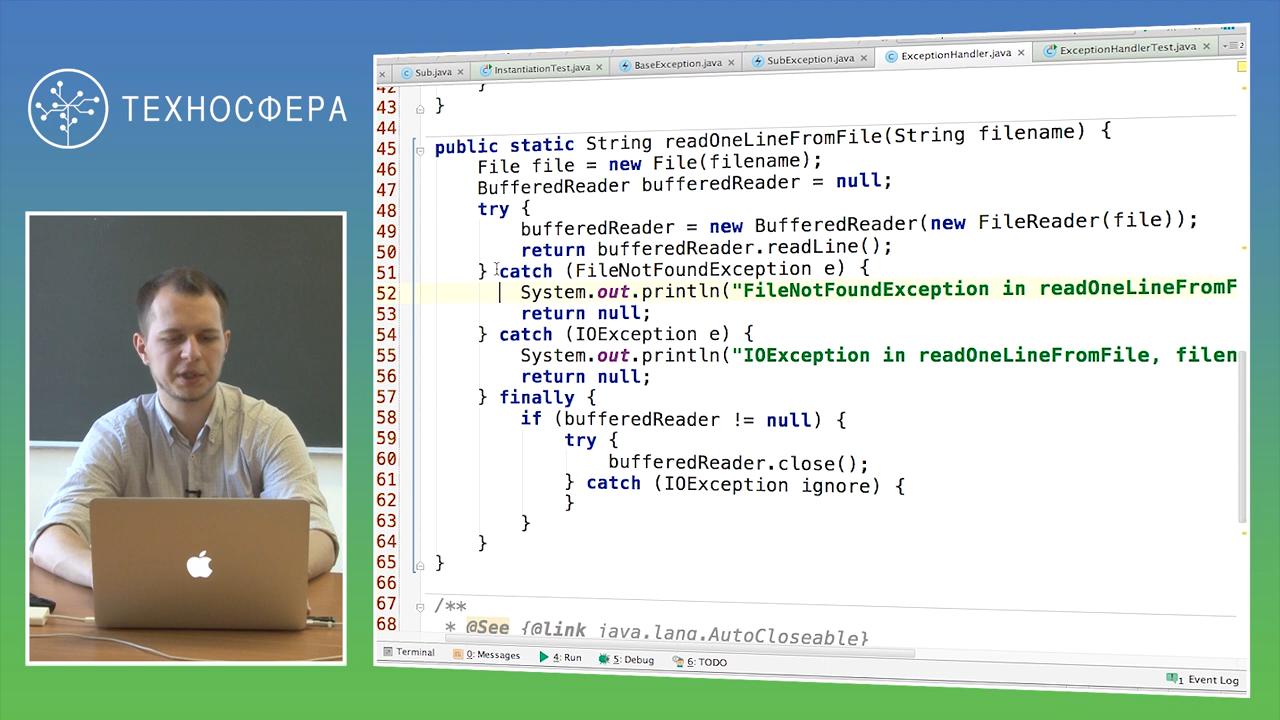 ТЕХНОСФЕРА
Sub.java
InstantiationTest.java
BaseException.java
SubException.java
ExceptionHandler.java
ExceptionHandlerTest.java
2
42 }
43 }
44
45 public static String readOneLineFromFile(String filename) {
46 File file = new File(filename);
47 BufferedReader bufferedReader = null;
48 try {
49 bufferedReader = new BufferedReader(new FileReader(file));
50 return bufferedReader.readLine();
51 } catch (FileNotFoundException e) {
52 System.out.println("FileNotFoundException in readOneLineFromF
53 return null;
54 } catch (IOException e) {
55 System.out.println("IOException in readOneLineFromFile, filen
56 return null;
57 } finally {
58 if (bufferedReader != null) {
59 try {
60 bufferedReader.close();
61 } catch (IOException ignore) {
62 }
63 }
64 }
65 }
66
67 /**
68 * @See {@link java.lang.AutoCloseable}
Terminal
0: Messages
4: Run
5: Debug
6: TODO
1 Event Log